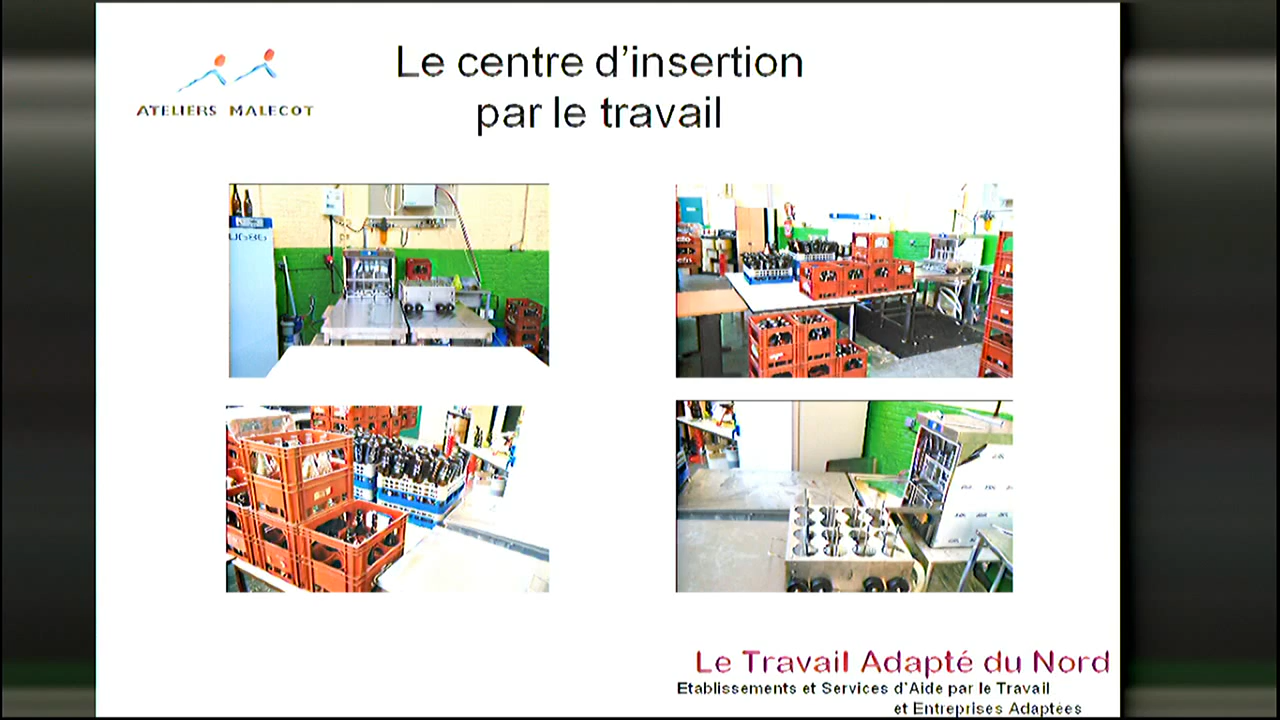 Le centre d'insertion
par le travail
ATELIERS MALECOT
Le Travail Adapté du Nord
Etablissements et Services d'Aide par le Travail
et Entreprises Adaptées